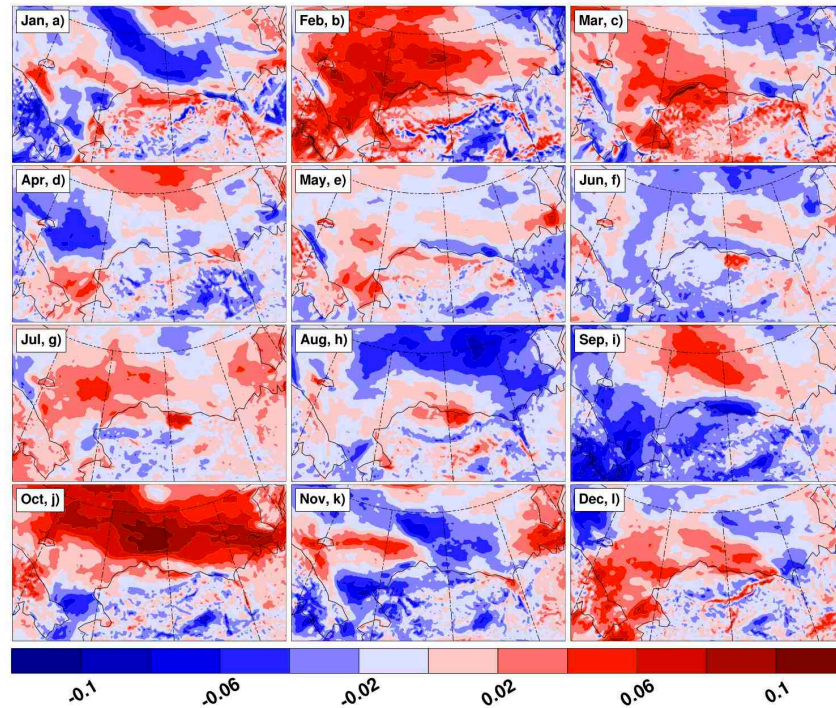 Jan, a) Feb, b) Mar, c)
Apr, d) May, e) Jun, f)
Jul, g) Aug, h) Sep, i)
Oct, j) Nov, k) Dec, l)
-0.1 -0.06 -0.02 0.02 0.06 0.1